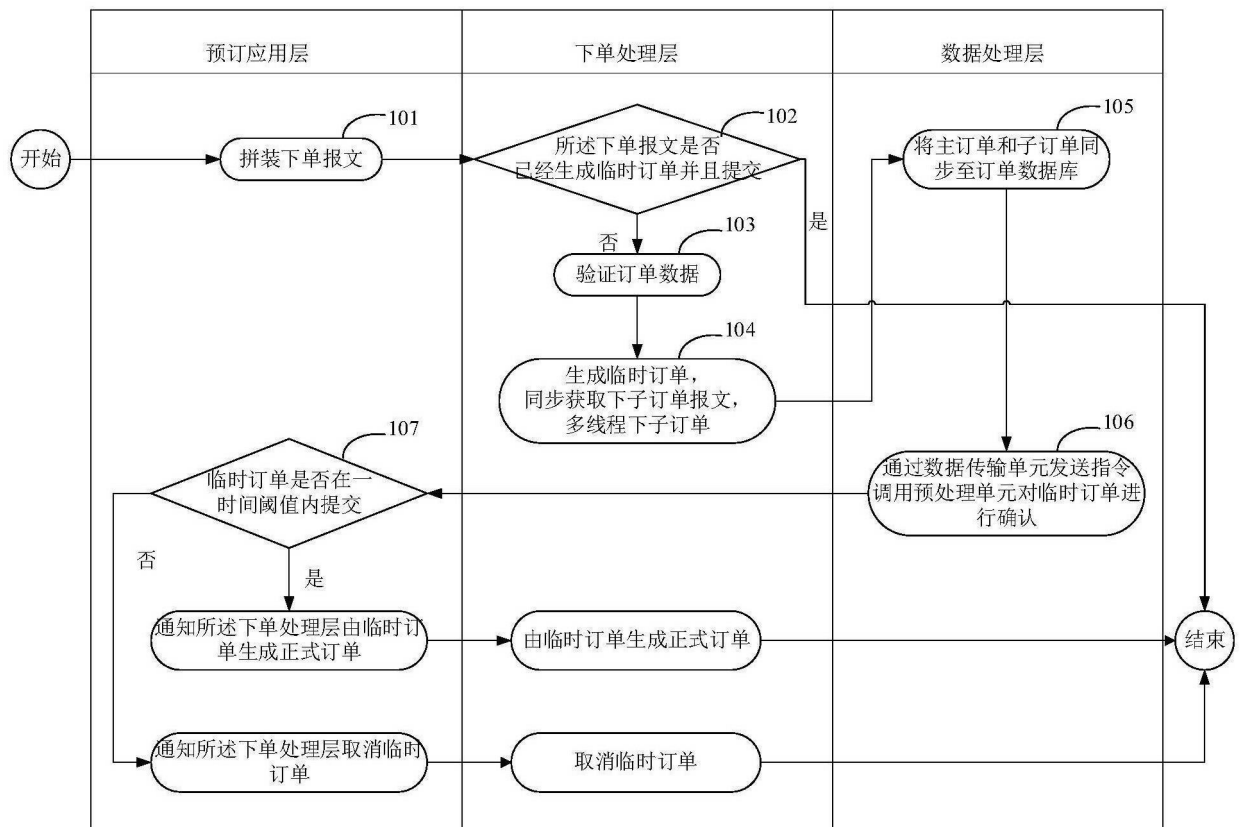 预订应用层
下单处理层
数据处理层
开始
101
拼装下单报文
102
所述下单报文是否
已经生成临时订单并且提交
是
否
103
验证订单数据
104
生成临时订单，
同步获取下子订单报文，
多线程下子订单
105
将主订单和子订单同
步至订单数据库
106
通过数据传输单元发送指令
调用预处理单元对临时订单进
行确认
107
临时订单是否在一
时间阈值内提交
否
是
通知所述下单处理层由临时订
单生成正式订单
由临时订单生成正式订单
结束
通知所述下单处理层取消临时
订单
取消临时订单